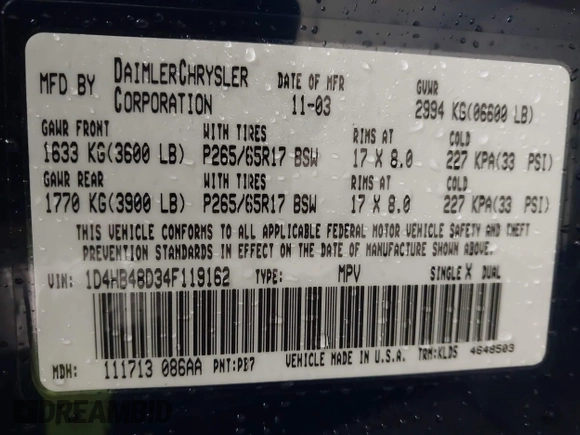 MFD BY DAIMLERCHRYSLER CORPORATION DATE OF MFR 11-03 GVWR 2994 KG(06600 LB)
GAWR FRONT WITH TIRES RIMS AT COLD
1633 KG(3600 LB) P265/65R17 BSW 17 X 8.0 227 KPA(33 PSI)
GAWR REAR WITH TIRES RIMS AT COLD
1770 KG(3900 LB) P265/65R17 BSW 17 X 8.0 227 KPA(33 PSI)
THIS VEHICLE CONFORMS TO ALL APPLICABLE FEDERAL MOTOR VEHICLE SAFETY AND THEFT
PREVENTION STANDARDS IN EFFECT ON THE DATE OF MANUFACTURE SHOWN ABOVE.
VIN: 1D4HB48D34F119162 TYPE: MPV SINGLE X DUAL
MDH: 111713 086AA PNT:PB7 VEHICLE MADE IN U.S.A. TRM:KLDS 4648503
DREAMBID